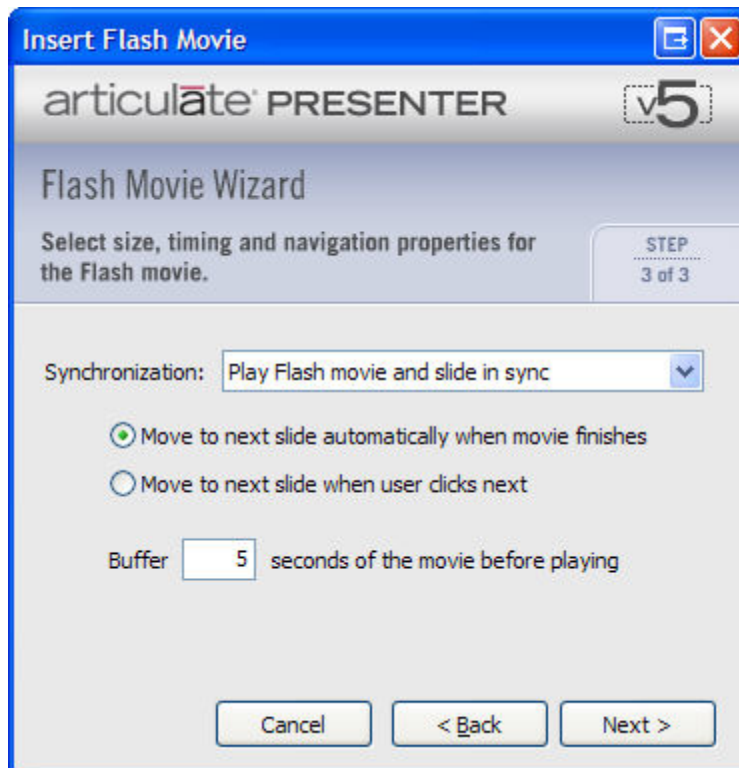 Insert Flash Movie
articulāte PRESENTER v5
Flash Movie Wizard
Select size, timing and navigation properties for
the Flash movie.
STEP
3 of 3
Synchronization: Play Flash movie and slide in sync
Move to next slide automatically when movie finishes
Move to next slide when user clicks next
Buffer 5 seconds of the movie before playing
Cancel < Back Next >